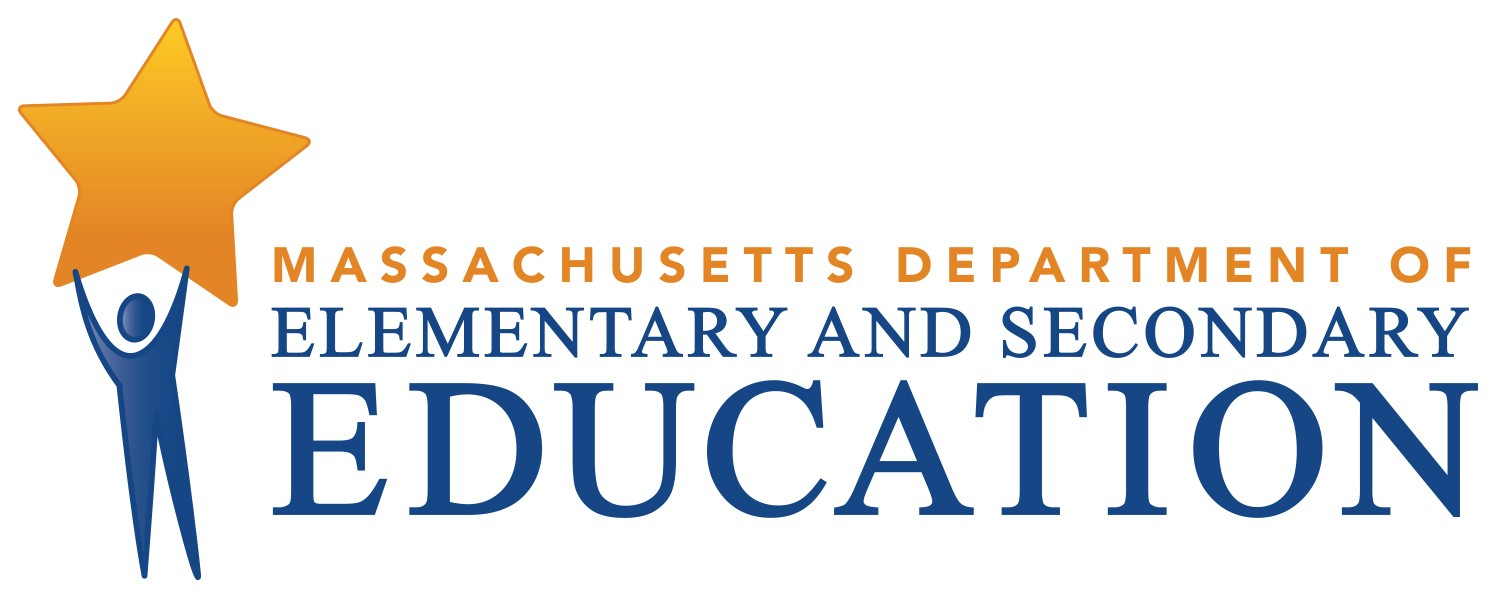 MASSACHUSETTS DEPARTMENT OF
ELEMENTARY AND SECONDARY
EDUCATION